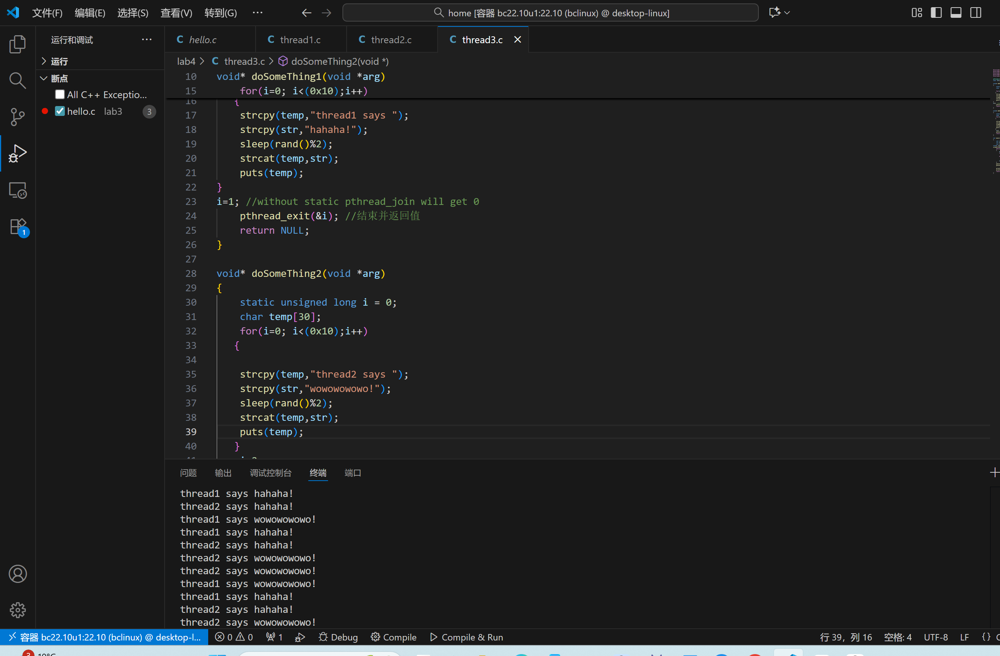 文件(F) 编辑(E) 选择(S) 查看(V) 转到(G) ··· home [容器 bc22.10u1:22.10 (bclinux) @ desktop-linux]
运行和调试 ···
运行
断点
All C++ Exceptio...
hello.c lab3 3
1
C hello.c C thread1.c C thread2.c C thread3.c
lab4 > C thread3.c > doSomeThing2(void *)
10 void* doSomeThing1(void *arg)
15 for(i=0; i<(0x10);i++)
16 {
17 strcpy(temp,"thread1 says ");
18 strcpy(str,"hahaha!");
19 sleep(rand()%2);
20 strcat(temp,str);
21 puts(temp);
22 }
23 i=1; //without static pthread_join will get 0
24 pthread_exit(&i); //结束并返回值
25 return NULL;
26 }
27
28 void* doSomeThing2(void *arg)
29 {
30 static unsigned long i = 0;
31 char temp[30];
32 for(i=0; i<(0x10);i++)
33 {
34
35 strcpy(temp,"thread2 says ");
36 strcpy(str,"wowowowowo!");
37 sleep(rand()%2);
38 strcat(temp,str);
39 puts(temp);
40 }
问题 输出 调试控制台 终端 端口
thread1 says hahaha!
thread2 says hahaha!
thread1 says wowowowowo!
thread1 says hahaha!
thread2 says hahaha!
thread2 says wowowowowo!
thread2 says wowowowowo!
thread1 says wowowowowo!
thread1 says hahaha!
thread2 says hahaha!
thread2 says wowowowowo!
容器 bc22.10u1:22.10 (bclinux) @ desktop-l... 0 0 1 Debug Compile Compile & Run 行 39，列 16 空格: 4 UTF-8 LF {}